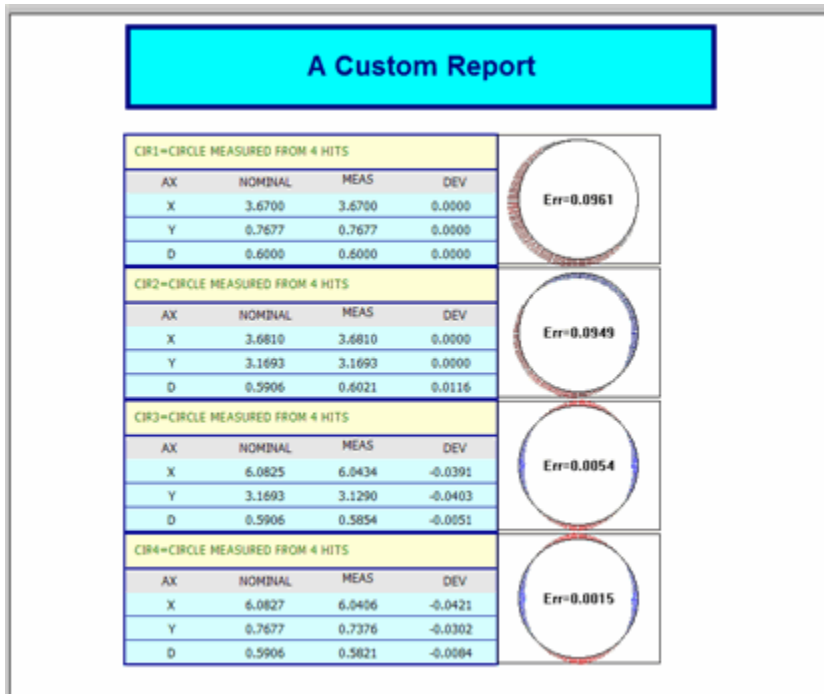 A Custom Report
CIR1=CIRCLE MEASURED FROM 4 HITS
AX NOMINAL MEAS DEV
X 3.6700 3.6700 0.0000
Y 0.7677 0.7677 0.0000
D 0.6000 0.6000 0.0000
Err=0.0961
CIR2=CIRCLE MEASURED FROM 4 HITS
AX NOMINAL MEAS DEV
X 3.6810 3.6810 0.0000
Y 3.1693 3.1693 0.0000
D 0.5906 0.6021 0.0116
Err=0.0949
CIR3=CIRCLE MEASURED FROM 4 HITS
AX NOMINAL MEAS DEV
X 6.0825 6.0434 -0.0391
Y 3.1693 3.1290 -0.0403
D 0.5906 0.5854 -0.0051
Err=0.0054
CIR4=CIRCLE MEASURED FROM 4 HITS
AX NOMINAL MEAS DEV
X 6.0827 6.0406 -0.0421
Y 0.7677 0.7376 -0.0302
D 0.5906 0.5821 -0.0084
Err=0.0015